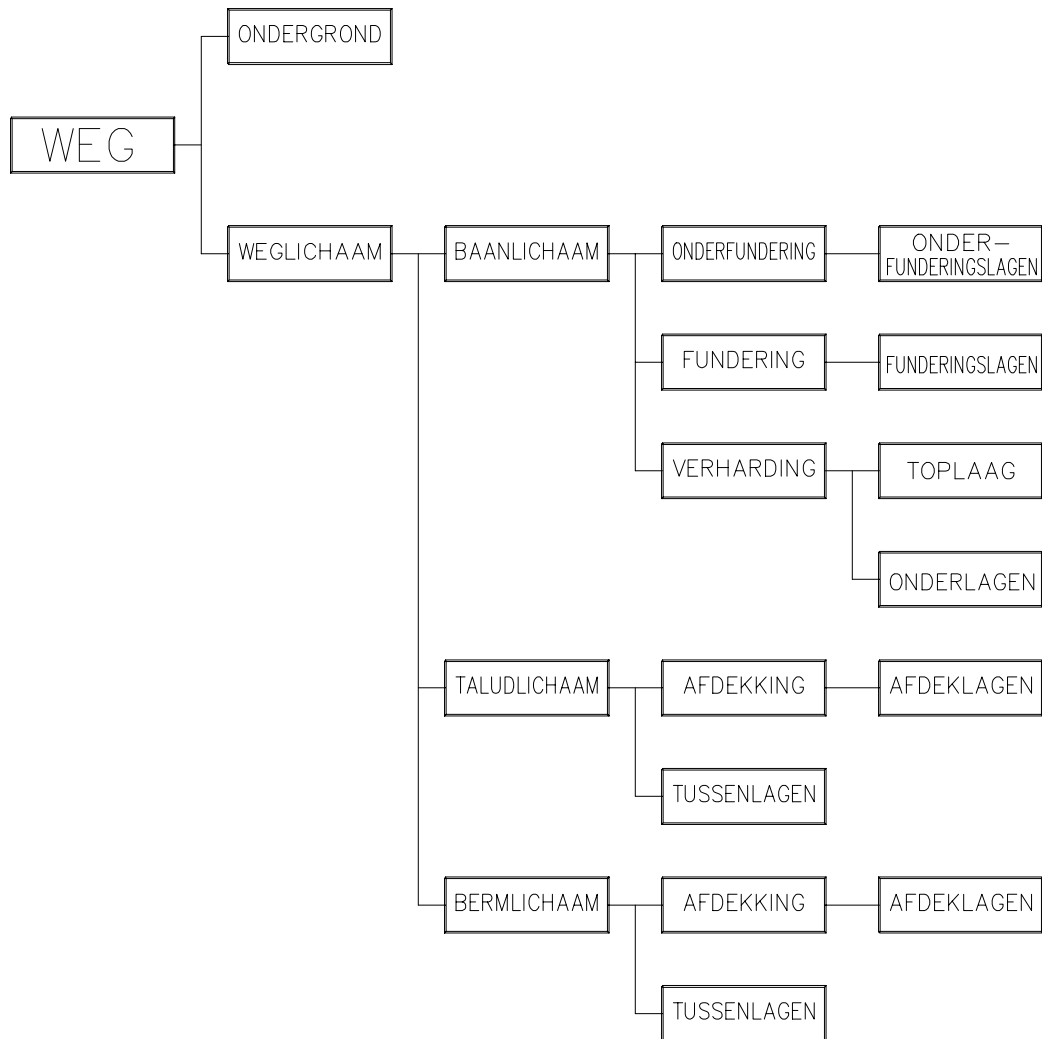 ONDERGROND
WEG
WEGLICHAAM
BAANLICHAAM
ONDERFUNDERING
ONDER-
FUNDERINGSLAGEN
FUNDERING
FUNDERINGSLAGEN
VERHARDING
TOPLAAG
ONDERLAGEN
TALUDLICHAAM
AFDEKKING
AFDEKLAGEN
TUSSENLAGEN
BERMLICHAAM
AFDEKKING
AFDEKLAGEN
TUSSENLAGEN